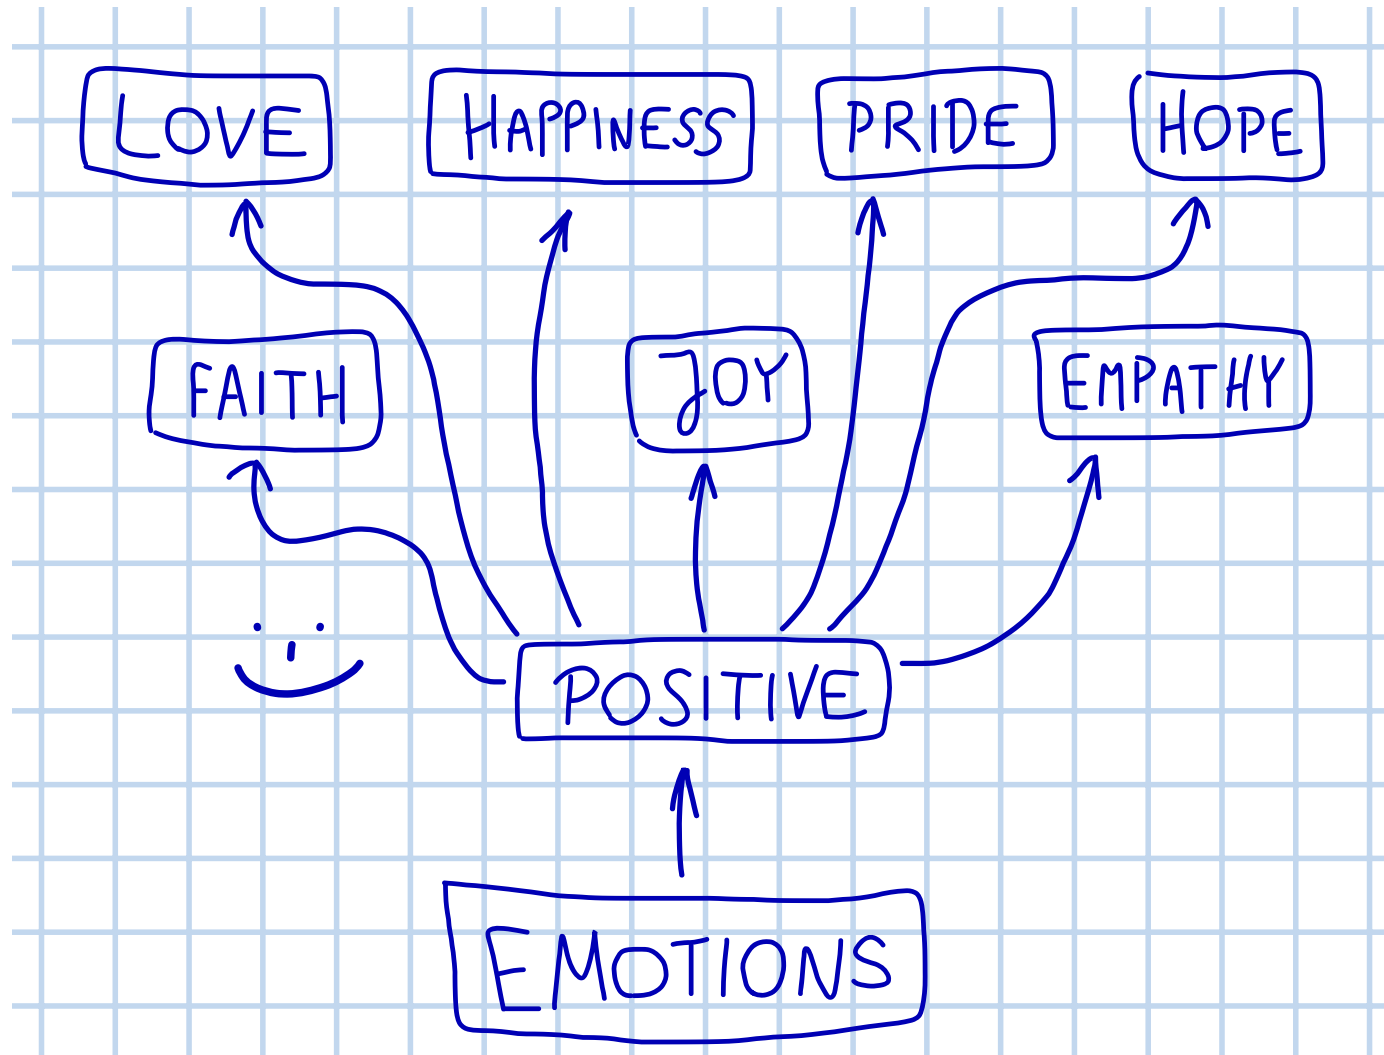 LOVE
HAPPINESS
PRIDE
HOPE
FAITH
JOY
EMPATHY
POSITIVE
EMOTIONS